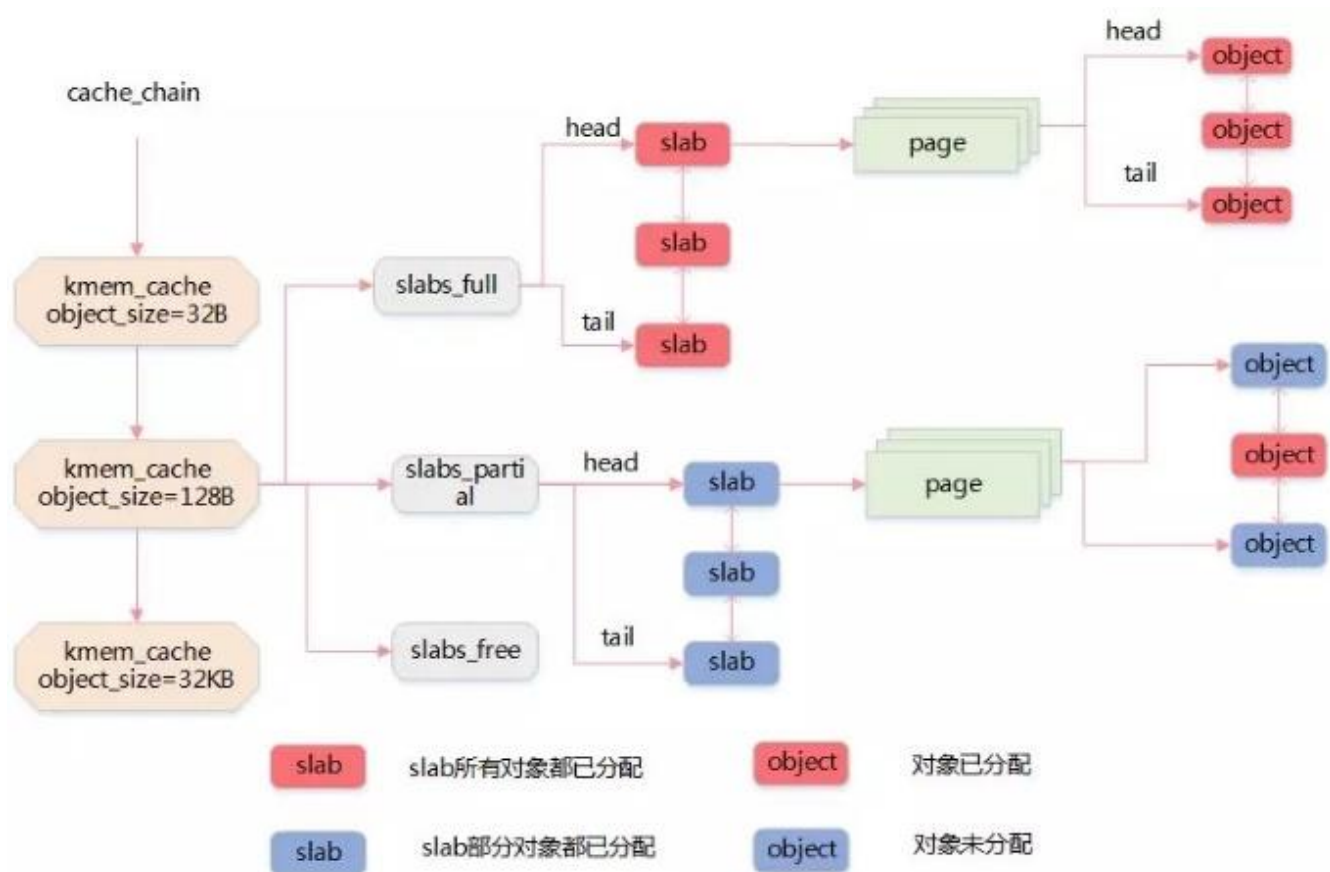 cache_chain
kmem_cache
object_size=32B
kmem_cache
object_size=128B
kmem_cache
object_size=32KB
slabs_full
slabs_parti
al
slabs_free
head
tail
slab
slab
slab
page
head
tail
object
object
object
head
tail
slab
slab
slab
page
object
object
object
slab
slab所有对象都已分配
object
对象已分配
slab
slab部分对象都已分配
object
对象未分配